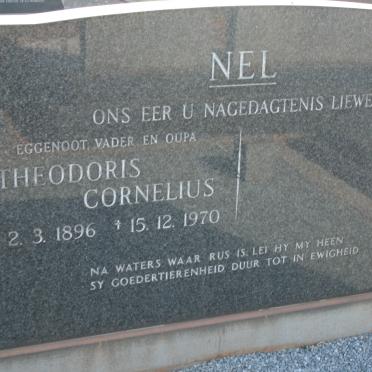 NEL
ONS EER U NAGEDAGTENIS LIEWE
EGGENOOT, VADER EN OUPA
THEODORIS
CORNELIUS
2. 3. 1896 † 15. 12. 1970
NA WATERS WAAR RUS IS, LEI HY MY HEEN
SY GOEDERTIERENHEID DUUR TOT IN EWIGHEID